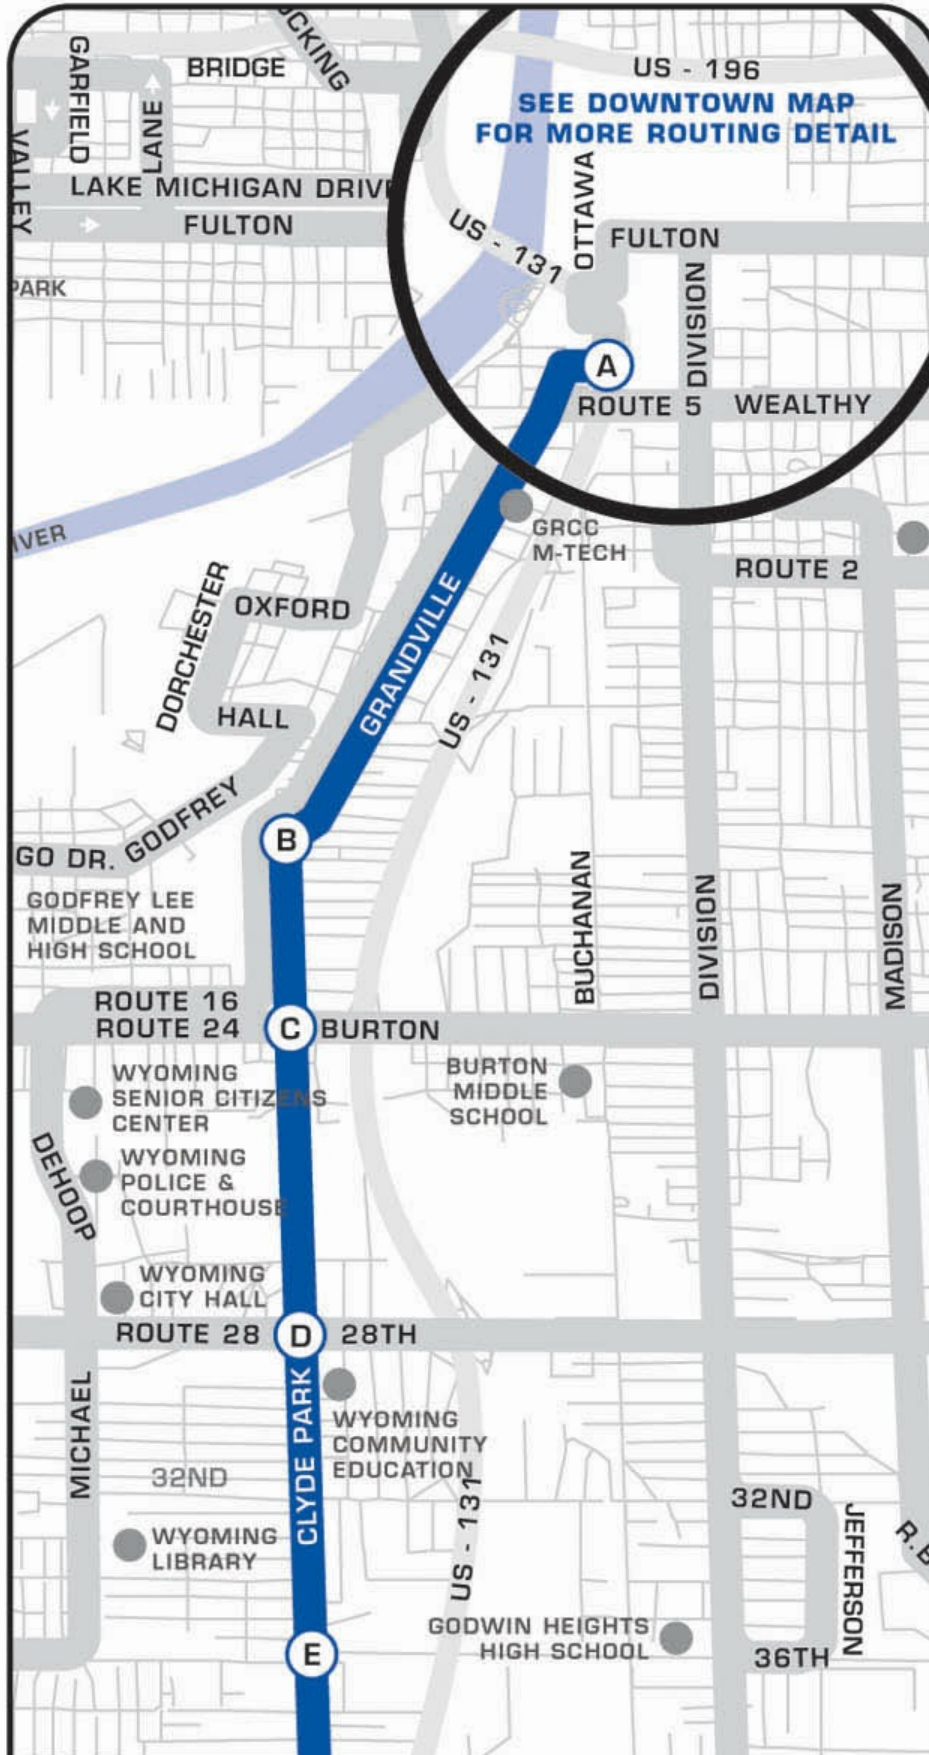 OCKING
GARFIELD
BRIDGE
US - 196
SEE DOWNTOWN MAP
FOR MORE ROUTING DETAIL
LANE
VALLEY
LAKE MICHIGAN DRIV
FULTON
US - 131
OTTAWA
FULTON
PARK
DIVISION
A
ROUTE 5
WEALTHY
IVER
GRCC
M-TECH
ROUTE 2
DORCHESTER
OXFORD
GRANDVILLE
US - 131
HALL
GO DR.
GODFREY
B
GODFREY LEE
MIDDLE AND
HIGH SCHOOL
BUCHANAN
DIVISION
MADISON
ROUTE 16
ROUTE 24
C
BURTON
WYOMING
SENIOR CITIZENS
CENTER
BURTON
MIDDLE
SCHOOL
DEHOOP
WYOMING
POLICE &
COURTHOUSE
WYOMING
CITY HALL
ROUTE 28
D
28TH
MICHAEL
CLYDE PARK
WYOMING
COMMUNITY
EDUCATION
32ND
US - 131
32ND
JEFFERSON
R.B
WYOMING
LIBRARY
GODWIN HEIGHTS
HIGH SCHOOL
E
36TH